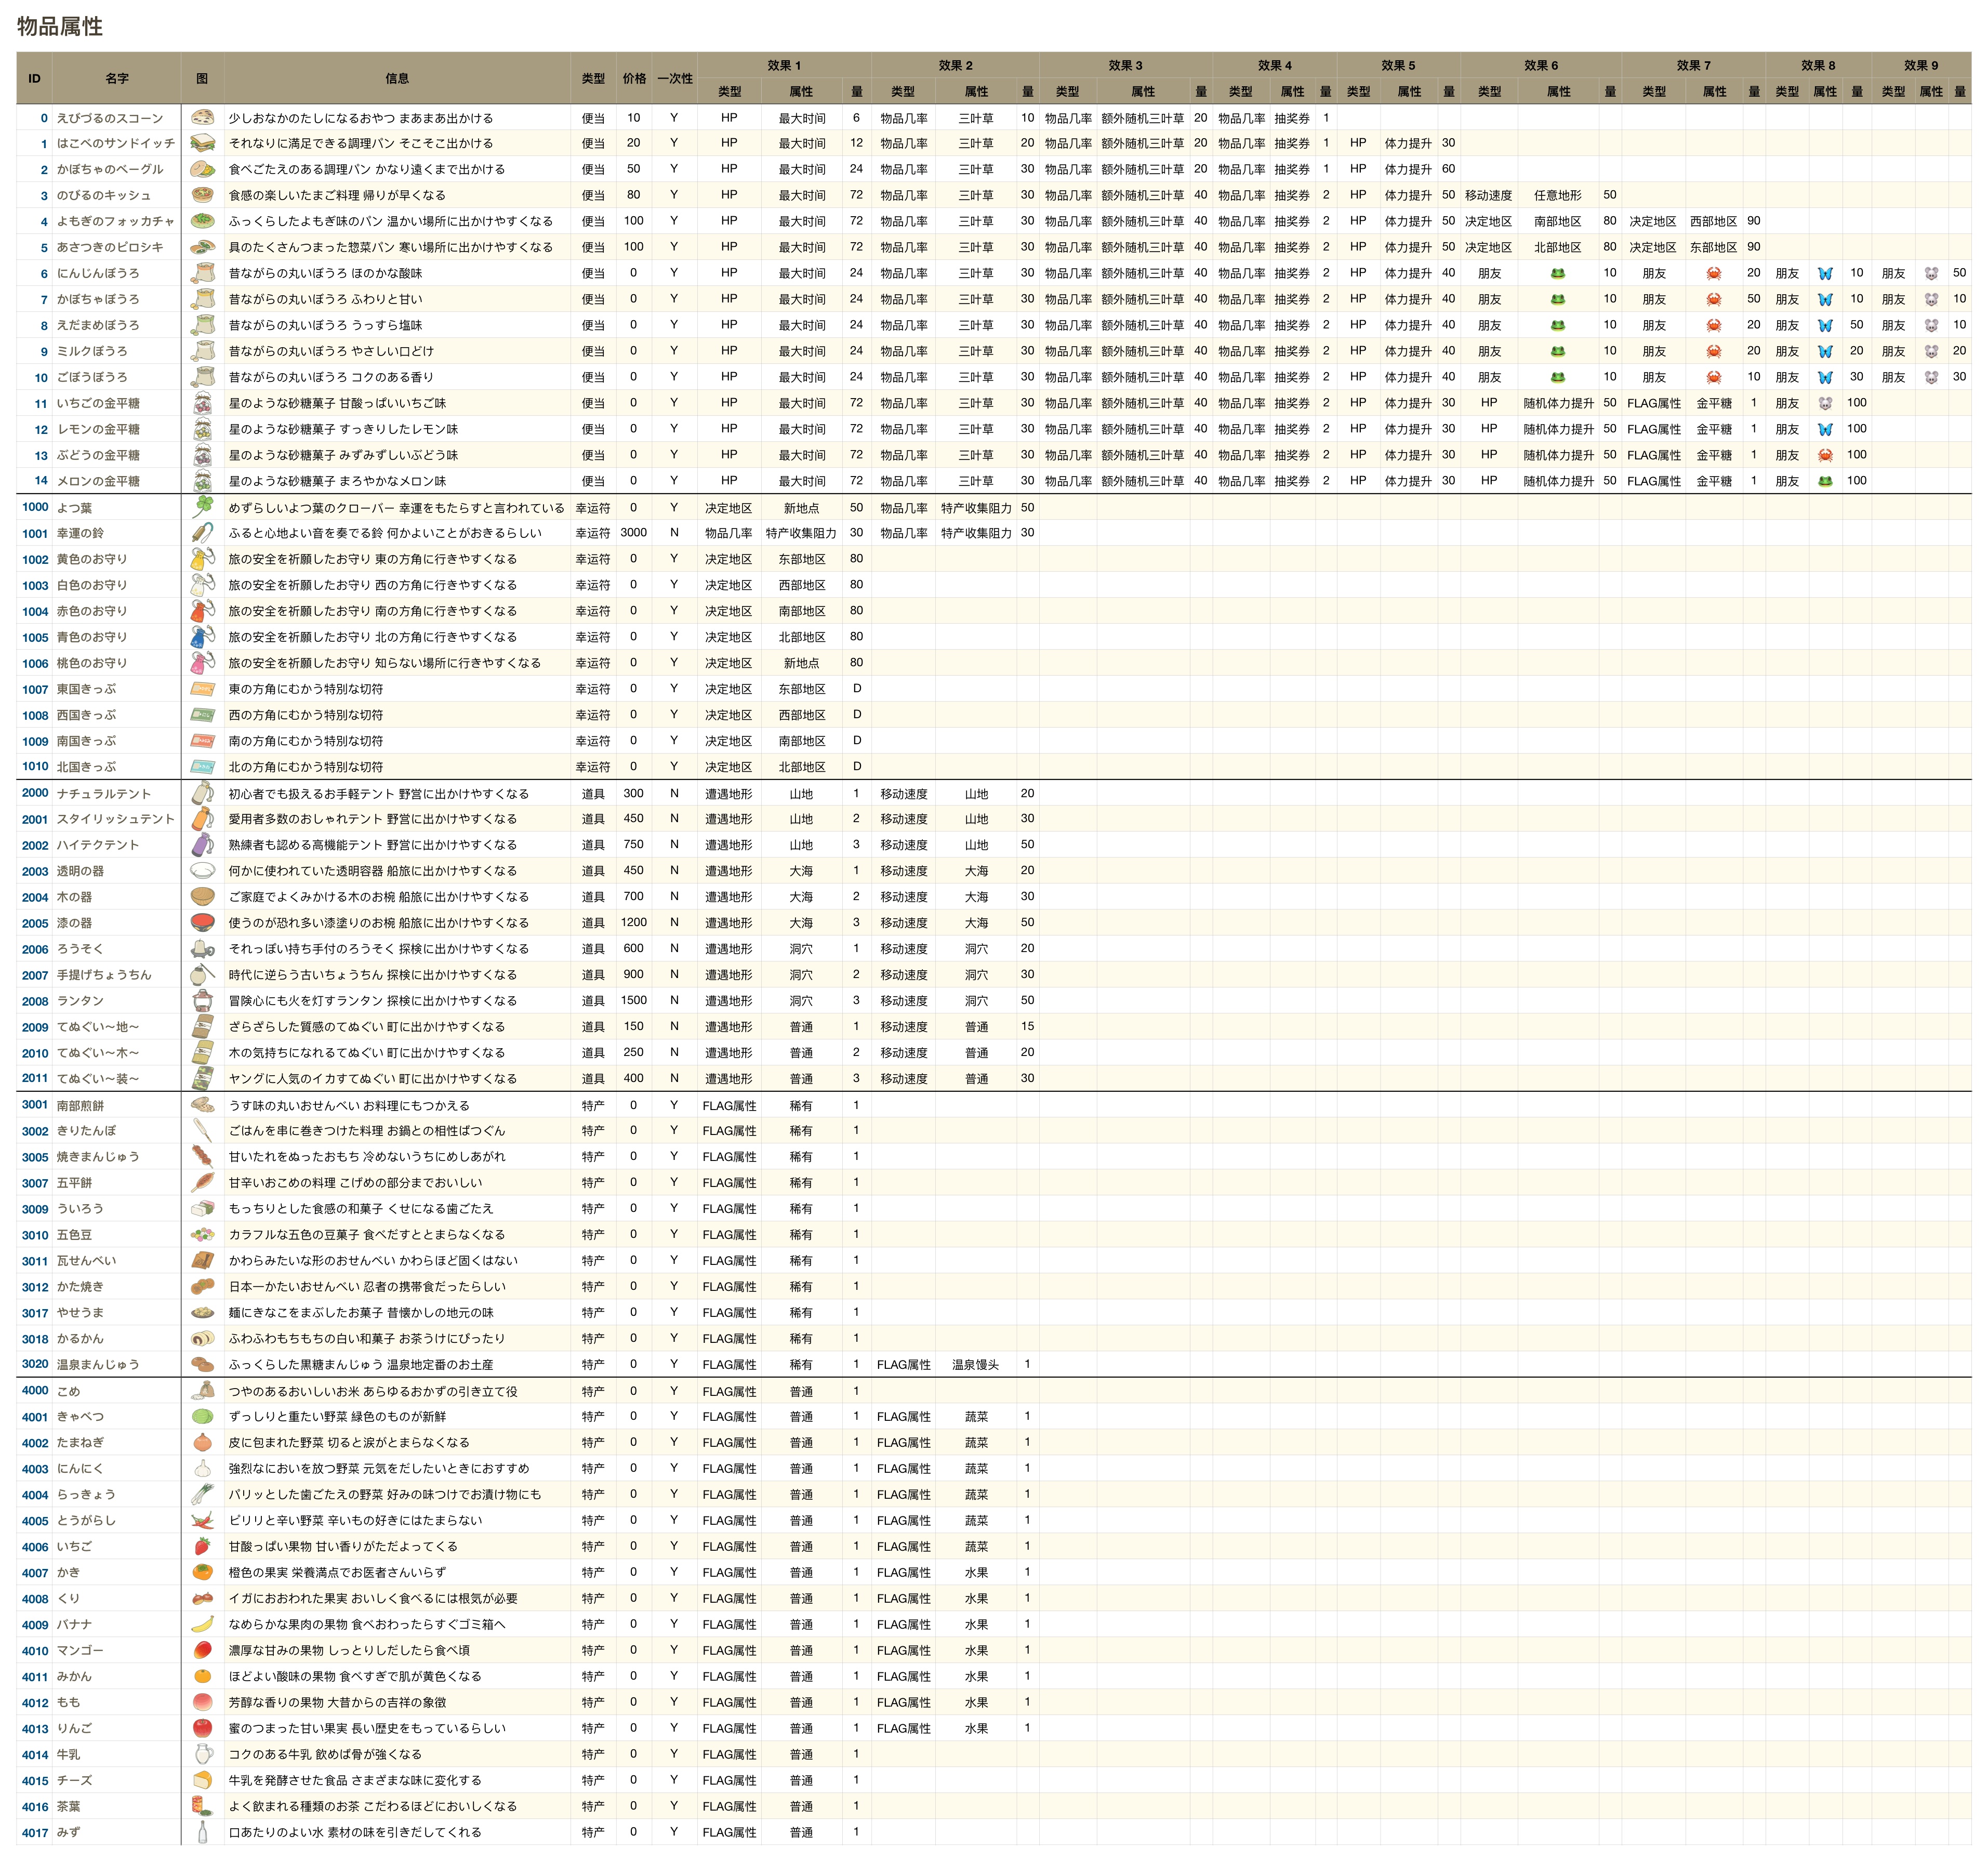 物品属性
ID 名字 图 信息 类型 价格 一次性 效果 1 效果 2 效果 3 效果 4 效果 5 效果 6 效果 7 效果 8 效果 9
类型 属性 量 类型 属性 量 类型 属性 量 类型 属性 量 类型 属性 量 类型 属性 量 类型 属性 量 类型 属性 量 类型 属性 量
0 えびづるのスコーン 少しおなかのたしになるおやつ まあまあ出かける 便当 10 Y HP 最大时间 6 物品几率 三叶草 10 物品几率 额外随机三叶草 20 物品几率 抽奖券 1
1 はこべのサンドイッチ それなりに満足できる調理パン そこそこ出かける 便当 20 Y HP 最大时间 12 物品几率 三叶草 20 物品几率 额外随机三叶草 20 物品几率 抽奖券 1 HP 体力提升 30
2 かぼちゃのベーグル 食べごたえのある調理パン かなり遠くまで出かける 便当 50 Y HP 最大时间 24 物品几率 三叶草 30 物品几率 额外随机三叶草 20 物品几率 抽奖券 1 HP 体力提升 60
3 のびるのキッシュ 食感の楽しいたまご料理 帰りが早くなる 便当 80 Y HP 最大时间 72 物品几率 三叶草 30 物品几率 额外随机三叶草 40 物品几率 抽奖券 2 HP 体力提升 50 移动速度 任意地形 50
4 よもぎのフォッカチャ ふっくらしたよもぎ味のパン 温かい場所に出かけやすくなる 便当 100 Y HP 最大时间 72 物品几率 三叶草 30 物品几率 额外随机三叶草 40 物品几率 抽奖券 2 HP 体力提升 50 决定地区 南部地区 80 决定地区 西部地区 90
5 あさつきのピロシキ 具のたくさんつまった惣菜パン 寒い場所に出かけやすくなる 便当 100 Y HP 最大时间 72 物品几率 三叶草 30 物品几率 额外随机三叶草 40 物品几率 抽奖券 2 HP 体力提升 50 决定地区 北部地区 80 决定地区 东部地区 90
6 にんじんぼうろ 昔ながらの丸いぼうろ ほのかな酸味 便当 0 Y HP 最大时间 24 物品几率 三叶草 30 物品几率 额外随机三叶草 40 物品几率 抽奖券 2 HP 体力提升 40 朋友 🐸 10 朋友 🦀 20 朋友 🦋 10 朋友 🐭 50
7 かぼちゃぼうろ 昔ながらの丸いぼうろ ふわりと甘い 便当 0 Y HP 最大时间 24 物品几率 三叶草 30 物品几率 额外随机三叶草 40 物品几率 抽奖券 2 HP 体力提升 40 朋友 🐸 10 朋友 🦀 50 朋友 🦋 10 朋友 🐭 10
8 えだまめぼうろ 昔ながらの丸いぼうろ うっすら塩味 便当 0 Y HP 最大时间 24 物品几率 三叶草 30 物品几率 额外随机三叶草 40 物品几率 抽奖券 2 HP 体力提升 40 朋友 🐸 10 朋友 🦀 20 朋友 🦋 50 朋友 🐭 10
9 ミルクぼうろ 昔ながらの丸いぼうろ やさしい口どけ 便当 0 Y HP 最大时间 24 物品几率 三叶草 30 物品几率 额外随机三叶草 40 物品几率 抽奖券 2 HP 体力提升 40 朋友 🐸 10 朋友 🦀 20 朋友 🦋 20 朋友 🐭 20
10 ごぼうぼうろ 昔ながらの丸いぼうろ コクのある香り 便当 0 Y HP 最大时间 24 物品几率 三叶草 30 物品几率 额外随机三叶草 40 物品几率 抽奖券 2 HP 体力提升 40 朋友 🐸 10 朋友 🦀 10 朋友 🦋 30 朋友 🐭 30
11 いちごの金平糖 星のような砂糖菓子 甘酸っぱいいちご味 便当 0 Y HP 最大时间 72 物品几率 三叶草 30 物品几率 额外随机三叶草 40 物品几率 抽奖券 2 HP 体力提升 30 HP 随机体力提升 50 FLAG属性 金平糖 1 朋友 🐭 100
12 レモンの金平糖 星のような砂糖菓子 すっきりしたレモン味 便当 0 Y HP 最大时间 72 物品几率 三叶草 30 物品几率 额外随机三叶草 40 物品几率 抽奖券 2 HP 体力提升 30 HP 随机体力提升 50 FLAG属性 金平糖 1 朋友 🦋 100
13 ぶどうの金平糖 星のような砂糖菓子 みずみずしいぶどう味 便当 0 Y HP 最大时间 72 物品几率 三叶草 30 物品几率 额外随机三叶草 40 物品几率 抽奖券 2 HP 体力提升 30 HP 随机体力提升 50 FLAG属性 金平糖 1 朋友 🦀 100
14 メロンの金平糖 星のような砂糖菓子 まろやかなメロン味 便当 0 Y HP 最大时间 72 物品几率 三叶草 30 物品几率 额外随机三叶草 40 物品几率 抽奖券 2 HP 体力提升 30 HP 随机体力提升 50 FLAG属性 金平糖 1 朋友 🐸 100
1000 よつ葉 めずらしいよつ葉のクローバー 幸運をもたらすと言われている 幸运符 0 Y 决定地区 新地点 50 物品几率 特产收集阻力 50
1001 幸運の鈴 ふると心地よい音を奏でる鈴 何かよいことがおきるらしい 幸运符 3000 N 物品几率 特产收集阻力 30 物品几率 特产收集阻力 30
1002 黄色のお守り 旅の安全を祈願したお守り 東の方角に行きやすくなる 幸运符 0 Y 决定地区 东部地区 80
1003 白色のお守り 旅の安全を祈願したお守り 西の方角に行きやすくなる 幸运符 0 Y 决定地区 西部地区 80
1004 赤色のお守り 旅の安全を祈願したお守り 南の方角に行きやすくなる 幸运符 0 Y 决定地区 南部地区 80
1005 青色のお守り 旅の安全を祈願したお守り 北の方角に行きやすくなる 幸运符 0 Y 决定地区 北部地区 80
1006 桃色のお守り 旅の安全を祈願したお守り 知らない場所に行きやすくなる 幸运符 0 Y 决定地区 新地点 80
1007 東国きっぷ 東の方角にむかう特別な切符 幸运符 0 Y 决定地区 东部地区 D
1008 西国きっぷ 西の方角にむかう特別な切符 幸运符 0 Y 决定地区 西部地区 D
1009 南国きっぷ 南の方角にむかう特別な切符 幸运符 0 Y 决定地区 南部地区 D
1010 北国きっぷ 北の方角にむかう特別な切符 幸运符 0 Y 决定地区 北部地区 D
2000 ナチュラルテント 初心者でも扱えるお手軽テント 野営に出かけやすくなる 道具 300 N 遭遇地形 山地 1 移动速度 山地 20
2001 スタイリッシュテント 愛用者多数のおしゃれテント 野営に出かけやすくなる 道具 450 N 遭遇地形 山地 2 移动速度 山地 30
2002 ハイテクテント 熟練者も認める高機能テント 野営に出かけやすくなる 道具 750 N 遭遇地形 山地 3 移动速度 山地 50
2003 透明の器 何かに使われていた透明容器 船旅に出かけやすくなる 道具 450 N 遭遇地形 大海 1 移动速度 大海 20
2004 木の器 ご家庭でよくみかける木のお椀 船旅に出かけやすくなる 道具 700 N 遭遇地形 大海 2 移动速度 大海 30
2005 漆の器 使うのが恐れ多い漆塗りのお椀 船旅に出かけやすくなる 道具 1200 N 遭遇地形 大海 3 移动速度 大海 50
2006 ろうそく それっぽい持ち手付のろうそく 探検に出かけやすくなる 道具 600 N 遭遇地形 洞穴 1 移动速度 洞穴 20
2007 手提げちょうちん 時代に逆らう古いちょうちん 探検に出かけやすくなる 道具 900 N 遭遇地形 洞穴 2 移动速度 洞穴 30
2008 ランタン 冒険心にも火を灯すランタン 探検に出かけやすくなる 道具 1500 N 遭遇地形 洞穴 3 移动速度 洞穴 50
2009 てぬぐい～地～ ざらざらした質感のてぬぐい 町に出かけやすくなる 道具 150 N 遭遇地形 普通 1 移动速度 普通 15
2010 てぬぐい～木～ 木の気持ちになれるてぬぐい 町に出かけやすくなる 道具 250 N 遭遇地形 普通 2 移动速度 普通 20
2011 てぬぐい～装～ ヤングに人気のイカすてぬぐい 町に出かけやすくなる 道具 400 N 遭遇地形 普通 3 移动速度 普通 30
3001 南部煎餅 うす味の丸いおせんべい お料理にもつかえる 特产 0 Y FLAG属性 稀有 1
3002 きりたんぽ ごはんを串に巻きつけた料理 お鍋との相性ばつぐん 特产 0 Y FLAG属性 稀有 1
3005 焼きまんじゅう 甘いたれをぬったおもち 冷めないうちにめしあがれ 特产 0 Y FLAG属性 稀有 1
3007 五平餅 甘辛いおこめの料理 こげめの部分までおいしい 特产 0 Y FLAG属性 稀有 1
3009 ういろう もっちりとした食感の和菓子 くせになる歯ごたえ 特产 0 Y FLAG属性 稀有 1
3010 五色豆 カラフルな五色の豆菓子 食べだすととまらなくなる 特产 0 Y FLAG属性 稀有 1
3011 瓦せんべい かわらみたいな形のおせんべい かわらほど固くはない 特产 0 Y FLAG属性 稀有 1
3012 かた焼き 日本一かたいおせんべい 忍者の携帯食だったらしい 特产 0 Y FLAG属性 稀有 1
3017 やせうま 麺にきなこをまぶしたお菓子 昔懐かしの地元の味 特产 0 Y FLAG属性 稀有 1
3018 かるかん ふわふわもちもちの白い和菓子 お茶うけにぴったり 特产 0 Y FLAG属性 稀有 1
3020 温泉まんじゅう ふっくらした黒糖まんじゅう 温泉地定番のお土産 特产 0 Y FLAG属性 稀有 1 FLAG属性 温泉馒头 1
4000 こめ つやのあるおいしいお米 あらゆるおかずの引き立て役 特产 0 Y FLAG属性 普通 1
4001 きゃべつ ずっしりと重たい野菜 緑色のものが新鮮 特产 0 Y FLAG属性 普通 1 FLAG属性 蔬菜 1
4002 たまねぎ 皮に包まれた野菜 切ると涙がとまらなくなる 特产 0 Y FLAG属性 普通 1 FLAG属性 蔬菜 1
4003 にんにく 強烈なにおいを放つ野菜 元気をだしたいときにおすすめ 特产 0 Y FLAG属性 普通 1 FLAG属性 蔬菜 1
4004 らっきょう パリッとした歯ごたえの野菜 好みの味つけでお漬け物にも 特产 0 Y FLAG属性 普通 1 FLAG属性 蔬菜 1
4005 とうがらし ピリリと辛い野菜 辛いもの好きにはたまらない 特产 0 Y FLAG属性 普通 1 FLAG属性 蔬菜 1
4006 いちご 甘酸っぱい果物 甘い香りがただよってくる 特产 0 Y FLAG属性 普通 1 FLAG属性 蔬菜 1
4007 かき 橙色の果実 栄養満点でお医者さんいらず 特产 0 Y FLAG属性 普通 1 FLAG属性 水果 1
4008 くり イガにおおわれた果実 おいしく食べるには根気が必要 特产 0 Y FLAG属性 普通 1 FLAG属性 水果 1
4009 バナナ なめらかな果肉の果物 食べおわったらすぐゴミ箱へ 特产 0 Y FLAG属性 普通 1 FLAG属性 水果 1
4010 マンゴー 濃厚な甘みの果物 しっとりしだしたら食べ頃 特产 0 Y FLAG属性 普通 1 FLAG属性 水果 1
4011 みかん ほどよい酸味の果物 食べすぎで肌が黄色くなる 特产 0 Y FLAG属性 普通 1 FLAG属性 水果 1
4012 もも 芳醇な香りの果物 大昔からの吉祥の象徴 特产 0 Y FLAG属性 普通 1 FLAG属性 水果 1
4013 りんご 蜜のつまった甘い果実 長い歴史をもっているらしい 特产 0 Y FLAG属性 普通 1 FLAG属性 水果 1
4014 牛乳 コクのある牛乳 飲めば骨が強くなる 特产 0 Y FLAG属性 普通 1
4015 チーズ 牛乳を発酵させた食品 さまざまな味に変化する 特产 0 Y FLAG属性 普通 1
4016 茶葉 よく飲まれる種類のお茶 こだわるほどにおいしくなる 特产 0 Y FLAG属性 普通 1
4017 みず 口あたりのよい水 素材の味を引きだしてくれる 特产 0 Y FLAG属性 普通 1